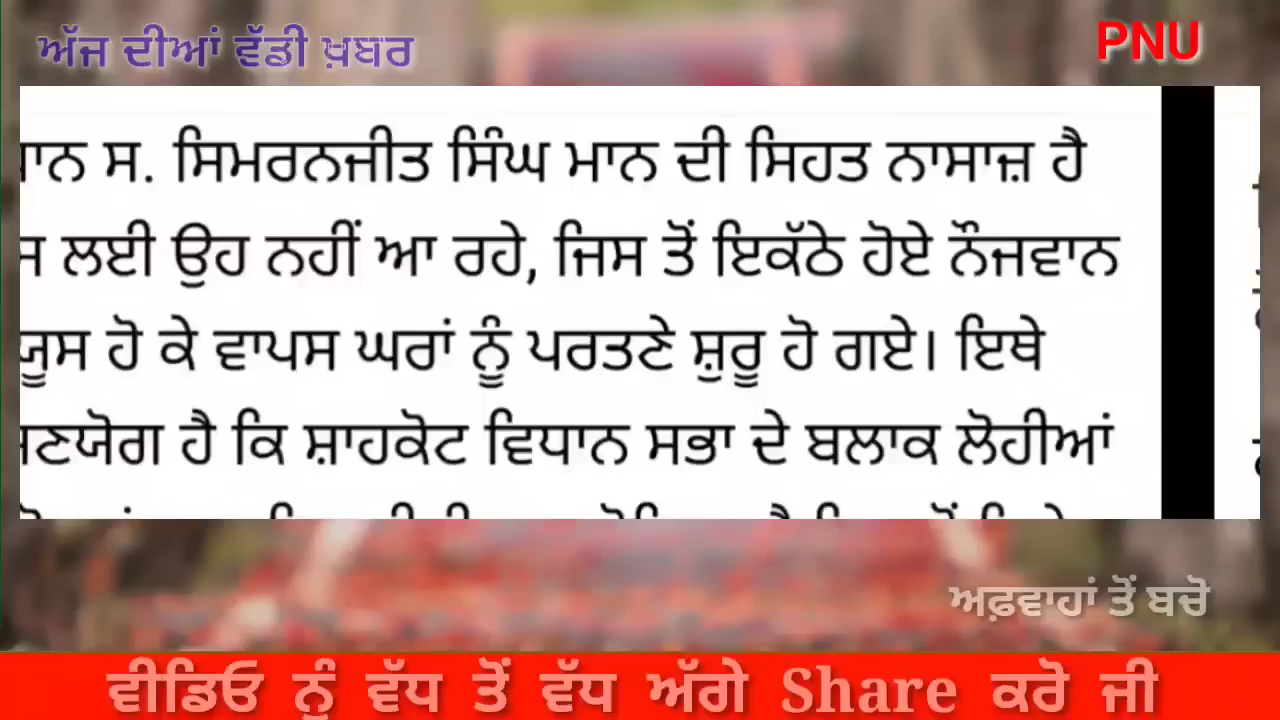 ਅੱਜ ਦੀਆਂ ਵੱਡੀ ਖ਼ਬਰ
PNU
ਸ. ਸਿਮਰਨਜੀਤ ਸਿੰਘ ਮਾਨ ਦੀ ਸਿਹਤ ਨਾਸਾਜ਼ ਹੈ
ਲਈ ਉਹ ਨਹੀਂ ਆ ਰਹੇ, ਜਿਸ ਤੋਂ ਇਕੱਠੇ ਹੋਏ ਨੌਜਵਾਨ
ਹੋ ਕੇ ਵਾਪਸ ਘਰਾਂ ਨੂੰ ਪਰਤਣੇ ਸ਼ੁਰੂ ਹੋ ਗਏ। ਇਥੇ
ਹੈ ਕਿ ਸ਼ਾਹਕੋਟ ਵਿਧਾਨ ਸਭਾ ਦੇ ਬਲਾਕ ਲੋਹੀਆਂ
ਅਫ਼ਵਾਹਾਂ ਤੋਂ ਬਚੋ
ਵੀਡਿਓ ਨੂੰ ਵੱਧ ਤੋਂ ਵੱਧ ਅੱਗੇ Share ਕਰੋ ਜੀ